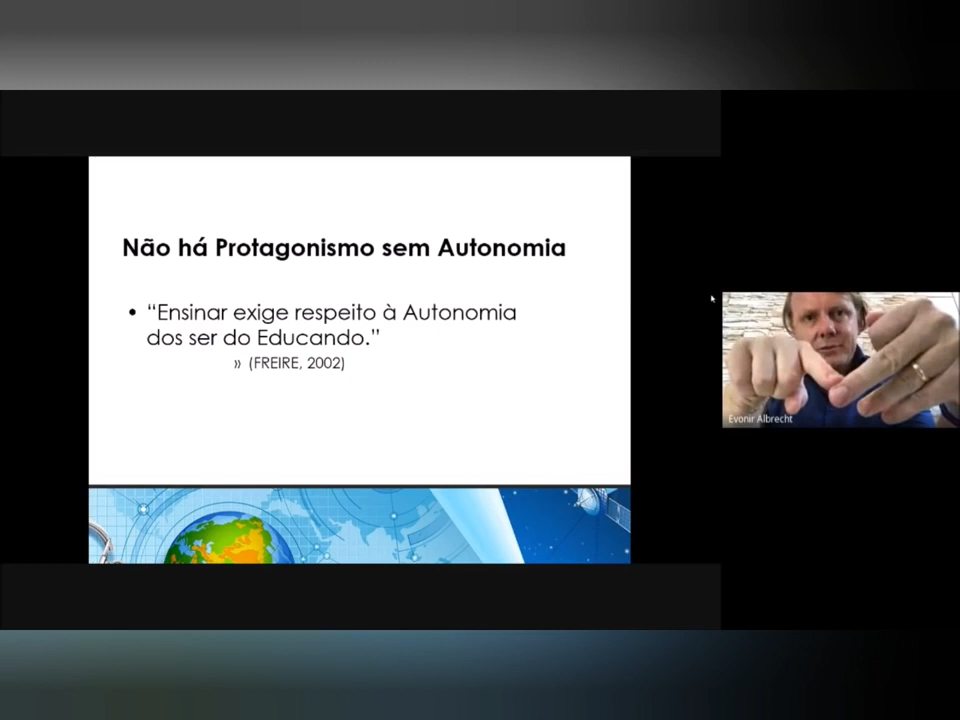 Não há Protagonismo sem Autonomia
• “Ensinar exige respeito à Autonomia
dos ser do Educando.”
» (FREIRE, 2002)
Evonir Albrecht